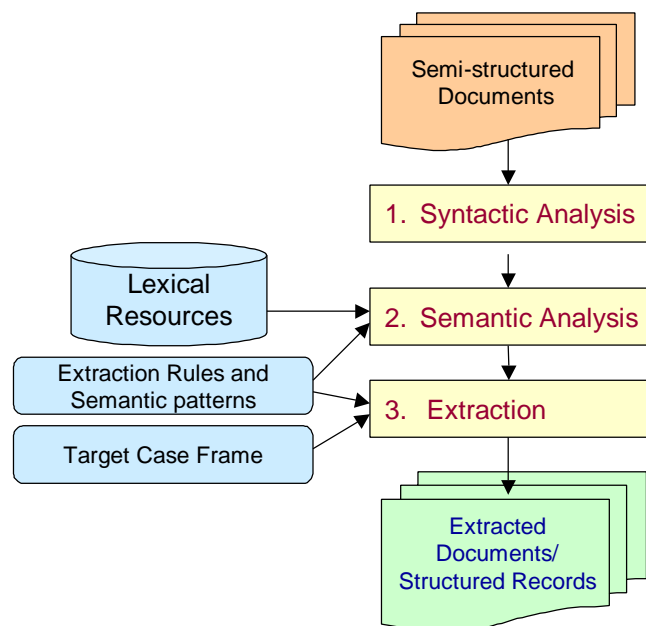 Semi-structured
Documents
1. Syntactic Analysis
Lexical
Resources
2. Semantic Analysis
Extraction Rules and
Semantic patterns
3. Extraction
Target Case Frame
Extracted
Documents/
Structured Records